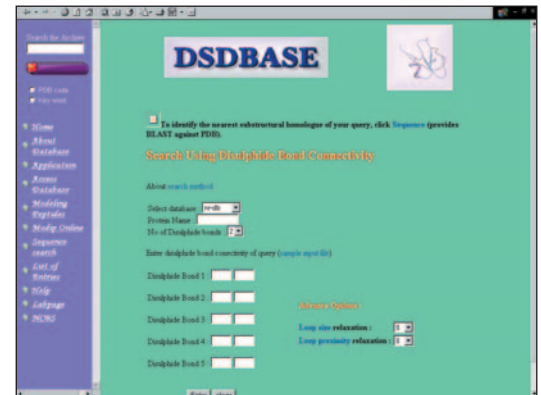 Search the Archive
PDB code
Key word
Home
About Database
Application
Access Database
Modeling Peptides
Modip Online
Sequence search
List of Entries
Help
Labpage
NCBS
DSDBASE
To identify the nearest substructural homologue of your query, click Sequence (provides
BLAST against PDB).
Search Using Disulphide Bond Connectivity
About search method
Select database
Protein Name :
No of Disulphide bonds : 2
Enter disulphide bond connectivity of query (sample input file)
Disulphide Bond 1 :
Disulphide Bond 2 :
Disulphide Bond 3 :
Disulphide Bond 4 :
Disulphide Bond 5 :
Advance Options
Loop size relaxation :
Loop proximity relaxation :